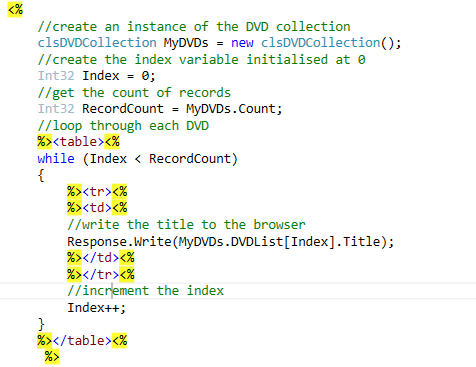 <%
//create an instance of the DVD collection
clsDVDCollection MyDVDs = new clsDVDCollection();
//create the index variable initialised at 0
Int32 Index = 0;
//get the count of records
Int32 RecordCount = MyDVDs.Count;
//loop through each DVD
%><table><%
while (Index < RecordCount)
{
%><tr><%
%><td><%
//write the title to the browser
Response.Write(MyDVDs.DVDList[Index].Title);
%></td><%
%></tr><%
//increment the index
Index++;
}
%></table><%
%>